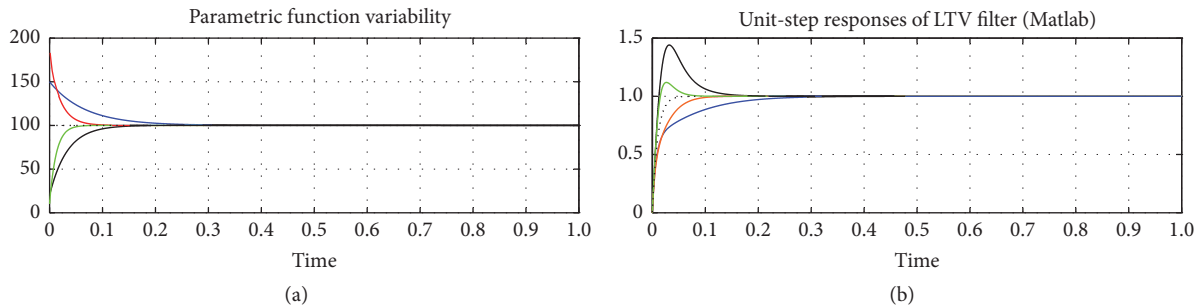 Parametric function variability
200
150
100
50
0
0 0.1 0.2 0.3 0.4 0.5 0.6 0.7 0.8 0.9 1.0
Time
(a)
Unit-step responses of LTV filter (Matlab)
1.5
1.0
0.5
0
0 0.1 0.2 0.3 0.4 0.5 0.6 0.7 0.8 0.9 1.0
Time
(b)